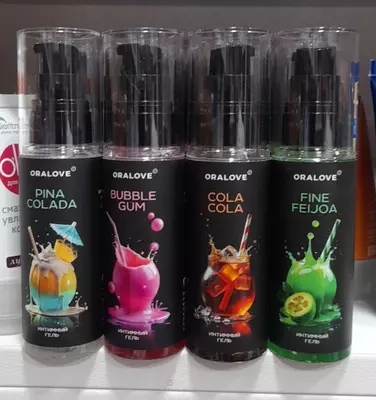 ORALOVE
PINA
COLADA
ИНТИМНЫЙ
ГЕЛЬ
ORALOVE
BUBBLE
GUM
ИНТИМНЫЙ
ГЕЛЬ
ORALOVE
COLA
COLA
ИНТИМНЫЙ
ГЕЛЬ
ORALOVE
FINE
FEIJOA
ИНТИМНЫЙ
ГЕЛЬ